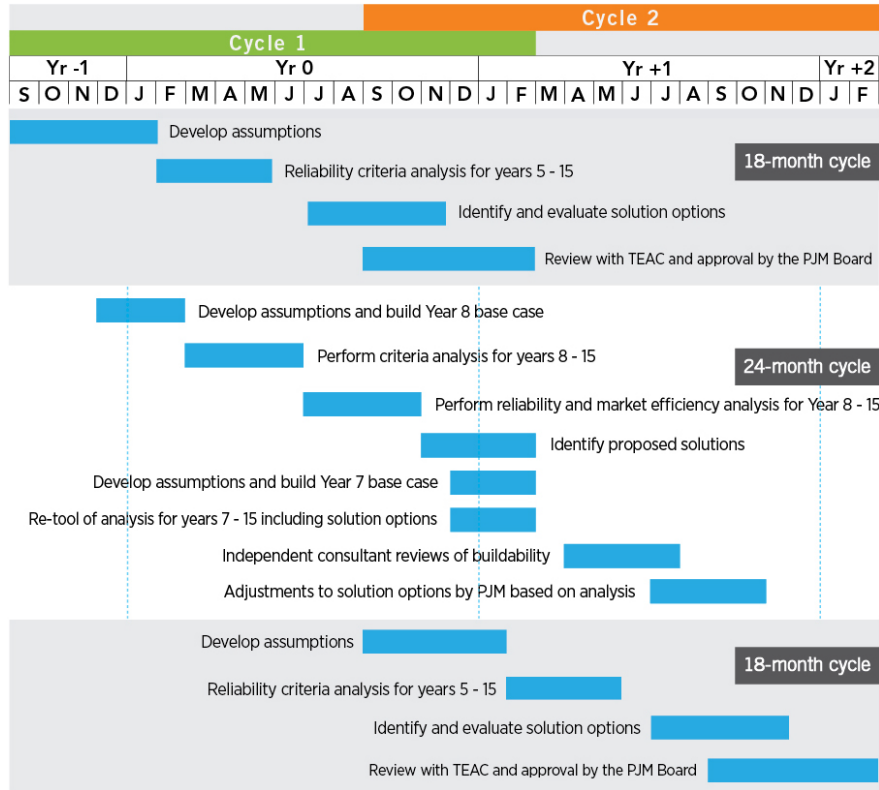 Cycle 2
Cycle 1
Yr -1 Yr 0 Yr +1 Yr +2
S O N D J F M A M J J A S O N D J F M A M J J A S O N D J F
Develop assumptions
18-month cycle
Reliability criteria analysis for years 5 - 15
Identify and evaluate solution options
Review with TEAC and approval by the PJM Board
Develop assumptions and build Year 8 base case
Perform criteria analysis for years 8 - 15
24-month cycle
Perform reliability and market efficiency analysis for Year 8 - 15
Identify proposed solutions
Develop assumptions and build Year 7 base case
Re-tool of analysis for years 7 - 15 including solution options
Independent consultant reviews of buildability
Adjustments to solution options by PJM based on analysis
Develop assumptions
18-month cycle
Reliability criteria analysis for years 5 - 15
Identify and evaluate solution options
Review with TEAC and approval by the PJM Board